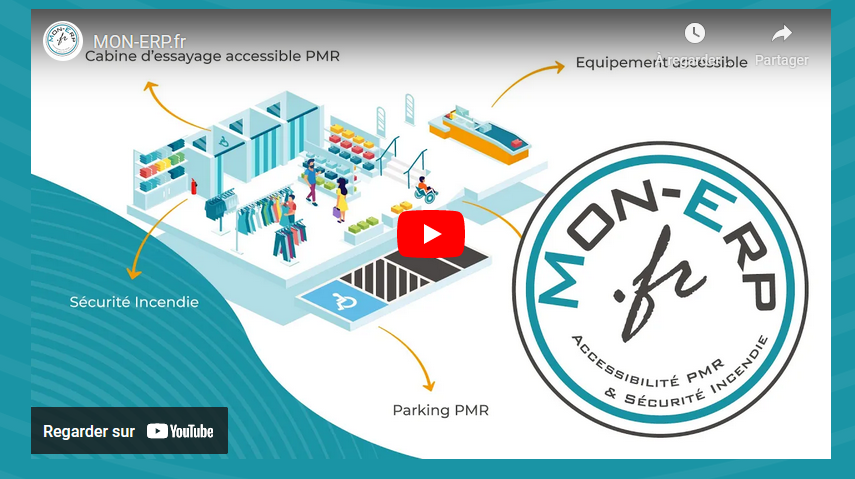 MON-ERP.fr
Cabine d'essayage accessible PMR
À regarder
Partager
Equipement accessible
MON-ERP
.fr
ACCESSIBILITÉ PMR
& SÉCURITÉ INCENDIE
Sécurité Incendie
Parking PMR
Regarder sur YouTube